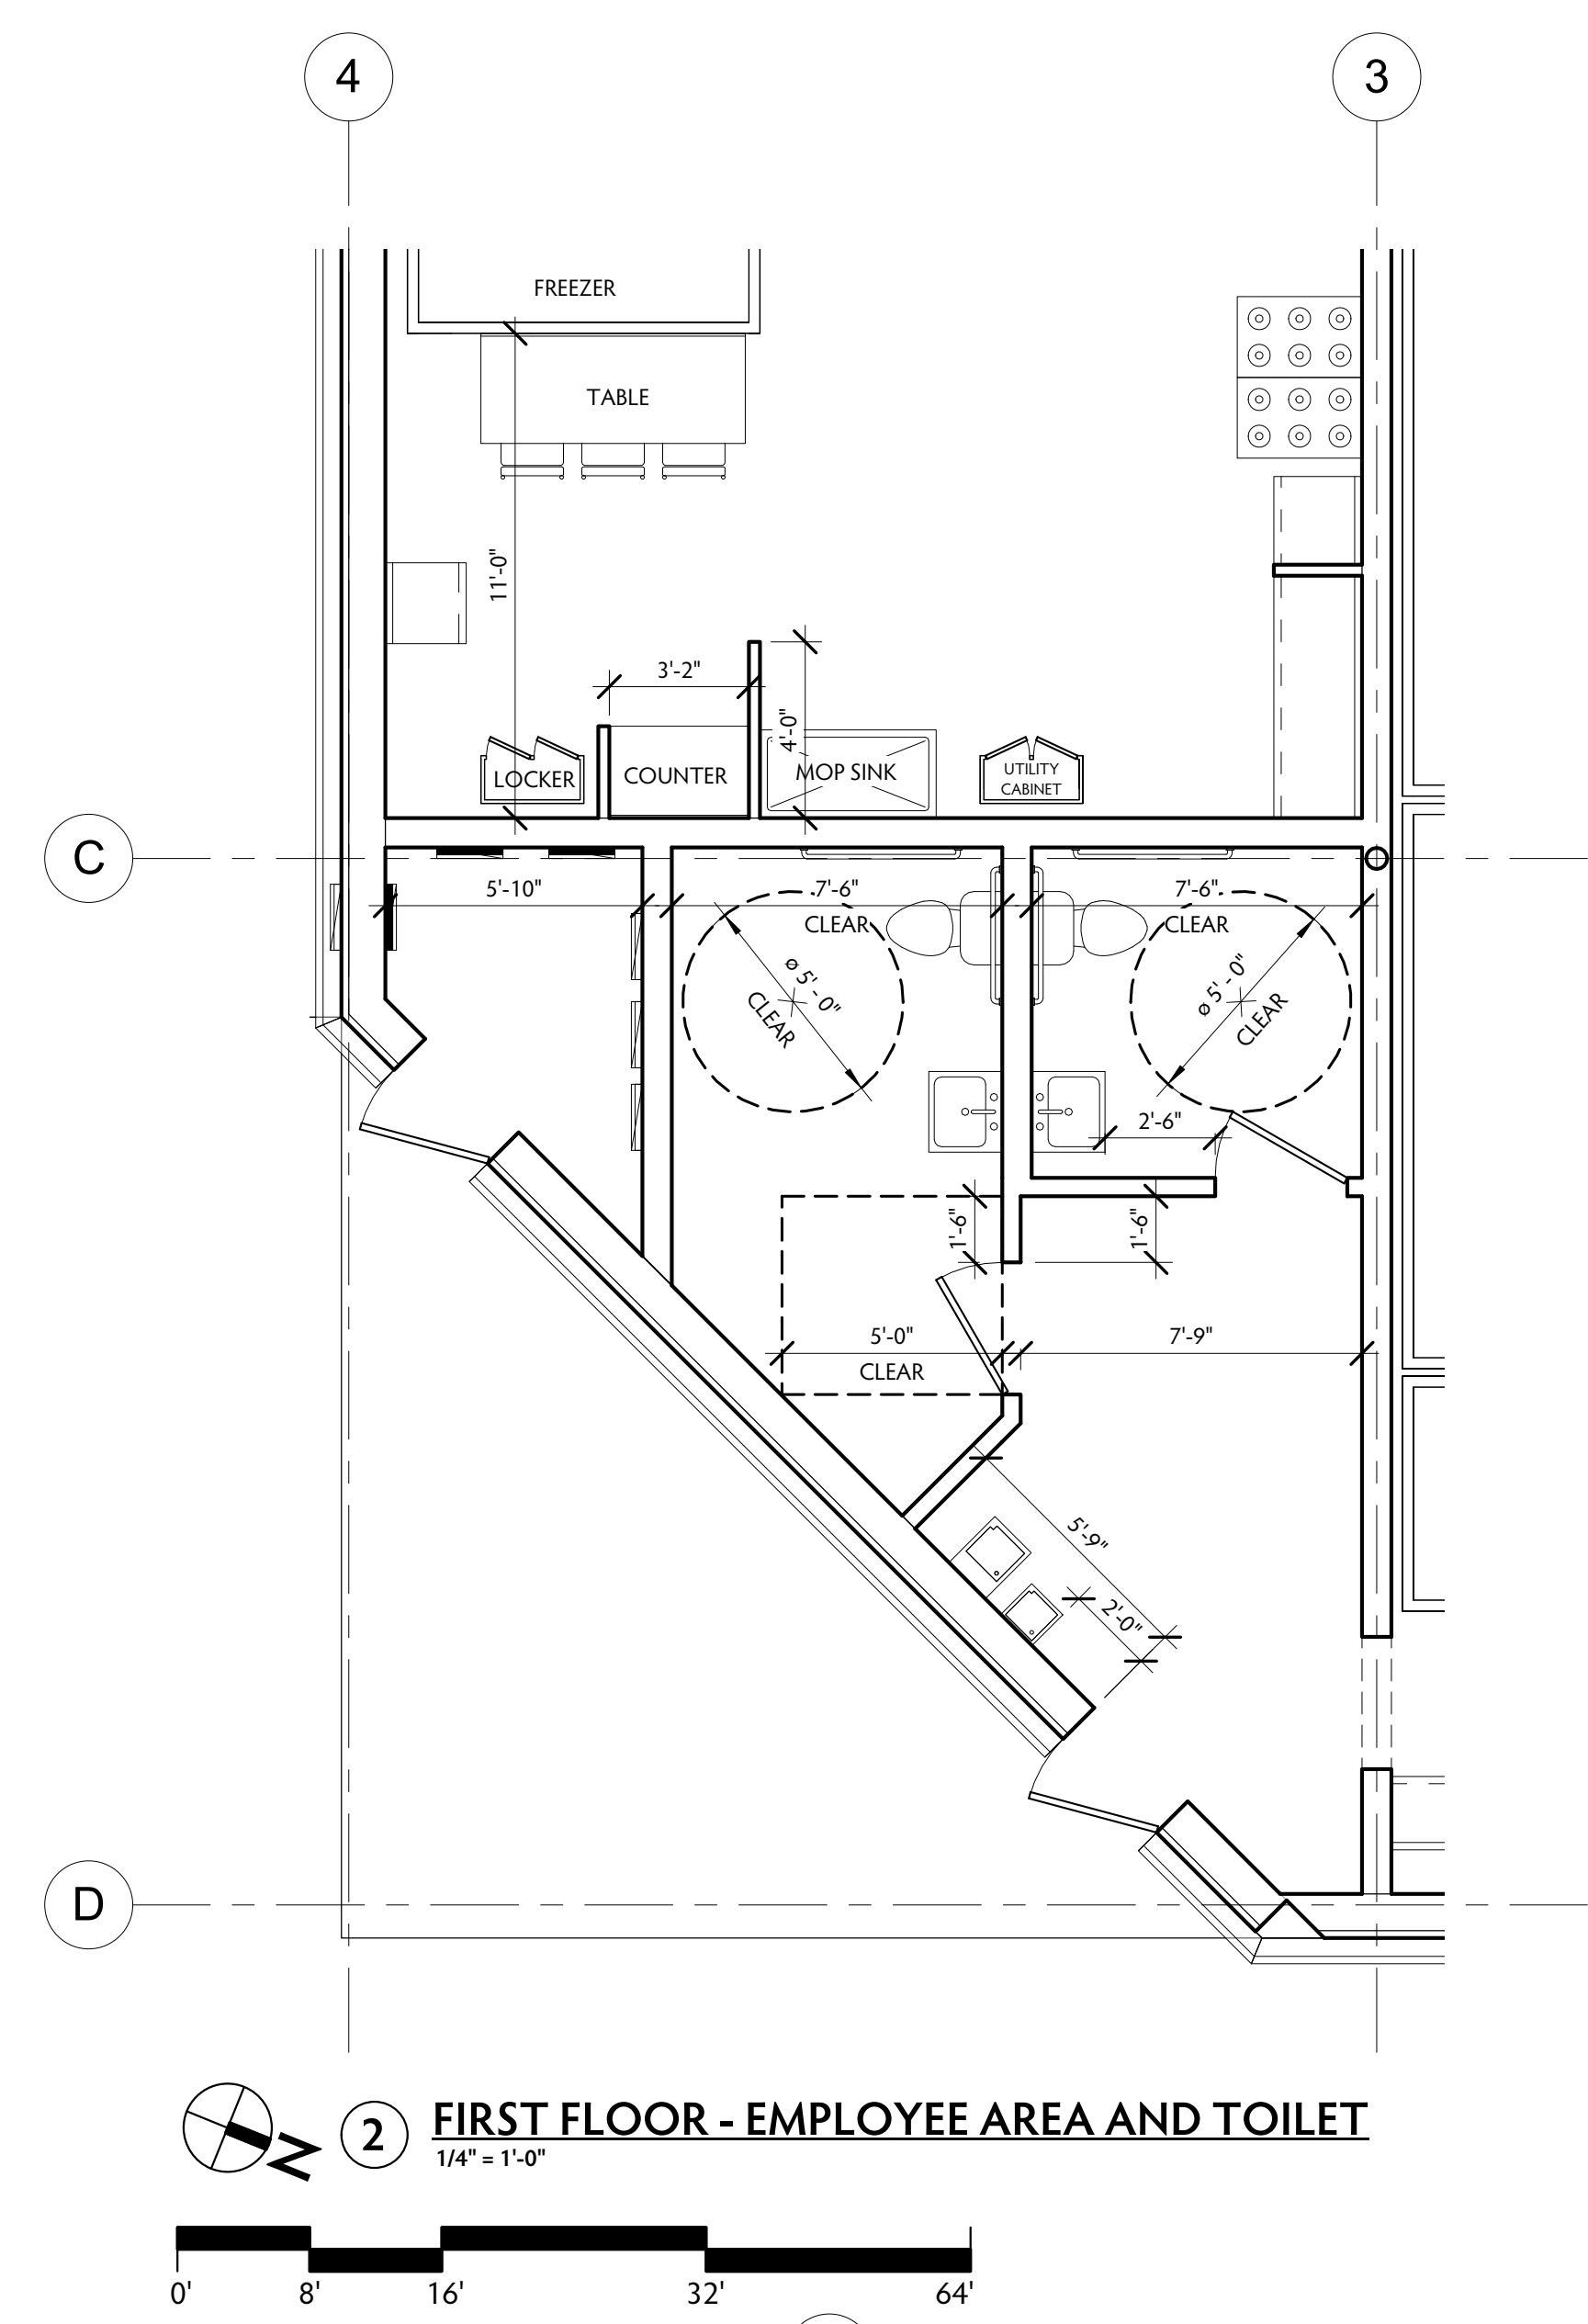 4
3
FREEZER
TABLE
11'-0"
3'-2"
4'-0"
LOCKER
COUNTER
MOP SINK
UTILITY
CABINET
C
5'-10"
7'-6"
CLEAR
7'-6"
CLEAR
ø 5' - 0"
CLEAR
ø 5' - 0"
CLEAR
2'-6"
1'-6"
1'-6"
5'-0"
CLEAR
7'-9"
5'-9"
2'-0"
D
N
2
FIRST FLOOR - EMPLOYEE AREA AND TOILET
1/4" = 1'-0"
0' 8' 16' 32' 64'